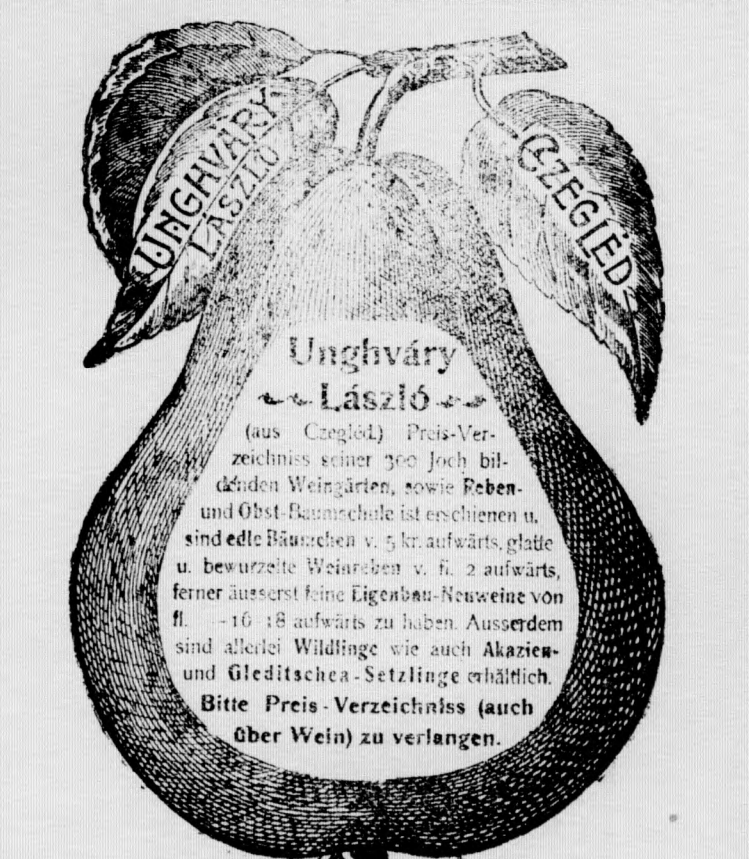 UNGHVÁRY
LÁSZLÓ
CZEGLÉD
Unghváry
László
(aus Czegléd.) Preis-Ver-
zeichniss seiner 300 Joch bil-
denden Weingärten, sowie Reben-
und Obst-Baumschule ist erschienen u.
sind edle Bäumchen v. 5 kr. aufwärts, glatte
u. bewurzelte Weinreben v. fl. 2 aufwärts,
ferner äusserst feine Eigenbau-Neuweine von
fl. 16 18 aufwärts zu haben. Ausserdem
sind allerlei Wildlinge wie auch Akazien-
und Gleditschea-Setzlinge erhältlich.
Bitte Preis-Verzeichniss (auch
über Wein) zu verlangen.